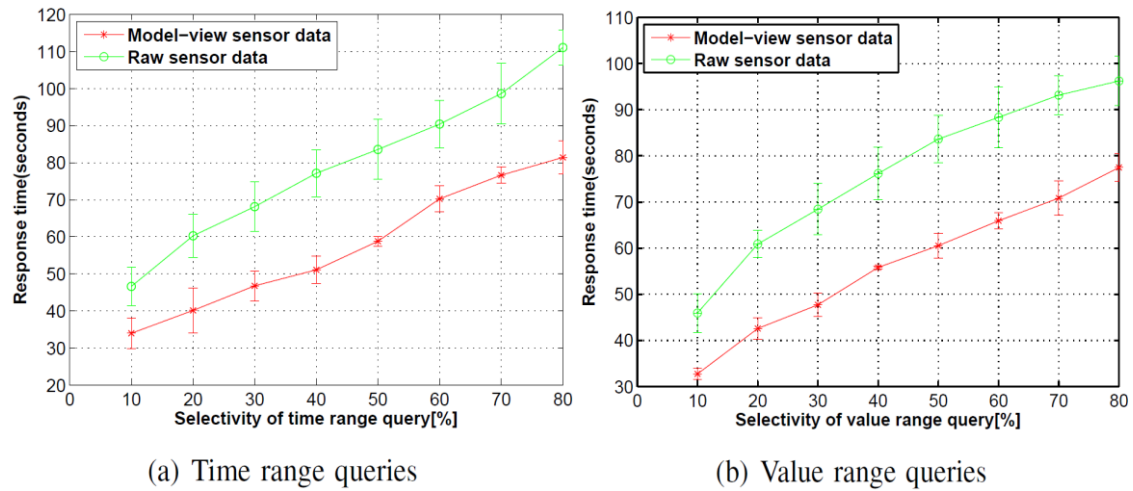 120
110
100
90
80
70
60
50
40
30
20
Response time(seconds)
Model-view sensor data
Raw sensor data
0 10 20 30 40 50 60 70 80
Selectivity of time range query[%]
(a) Time range queries
110
100
90
80
70
60
50
40
30
Response time(seconds)
Model-view sensor data
Raw sensor data
0 10 20 30 40 50 60 70 80
Selectivity of value range query[%]
(b) Value range queries